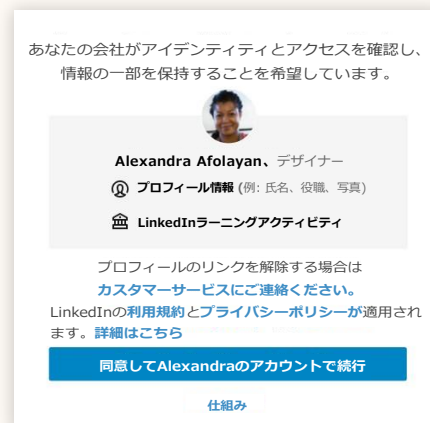 あなたの会社がアイデンティティとアクセスを確認し、
情報の一部を保持することを希望しています。
Alexandra Afolayan、デザイナー
プロフィール情報 (例: 氏名、役職、写真)
LinkedInラーニングアクティビティ
プロフィールのリンクを解除する場合は
カスタマーサービスにご連絡ください。
LinkedInの利用規約とプライバシーポリシーが適用され
ます。詳細はこちら
同意してAlexandraのアカウントで続行
仕組み